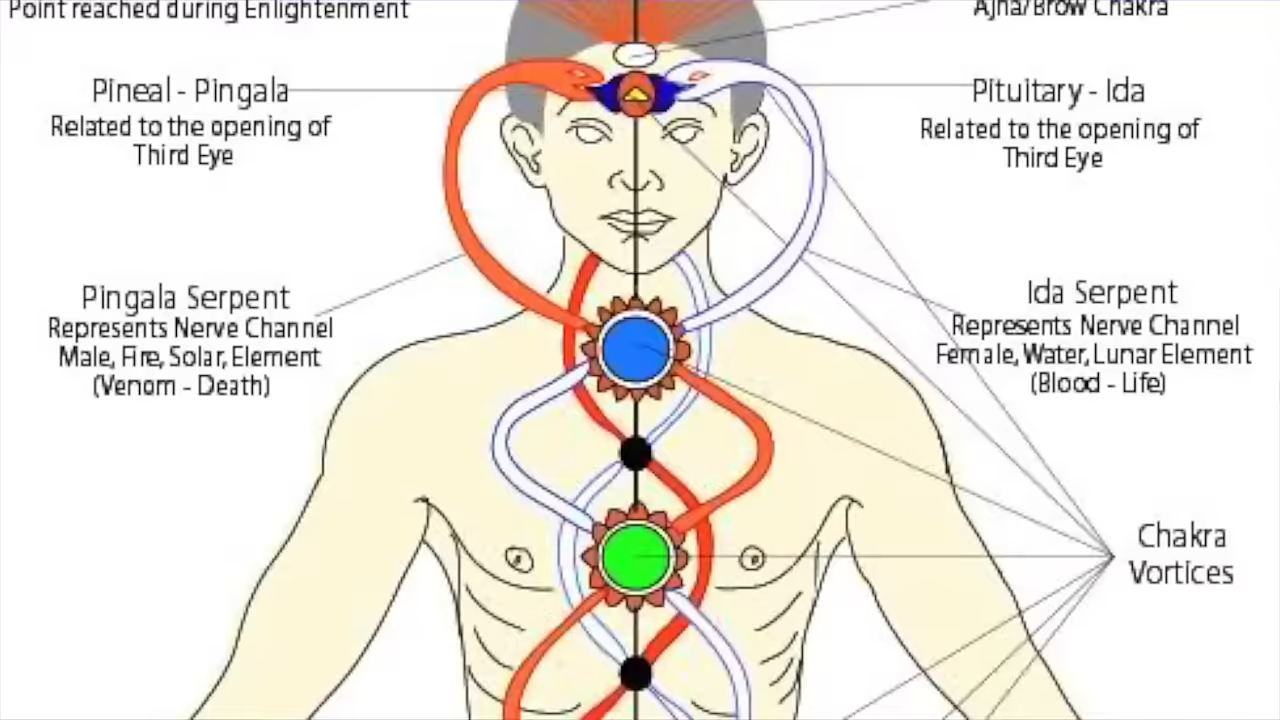 Point reached during Enlightenment
Ajna/Brow Chakra
Pineal - Pingala
Related to the opening of
Third Eye
Pituitary - Ida
Related to the opening of
Third Eye
Pingala Serpent
Represents Nerve Channel
Male, Fire, Solar, Element
(Venom - Death)
Ida Serpent
Represents Nerve Channel
Female, Water, Lunar Element
(Blood - Life)
Chakra
Vortices